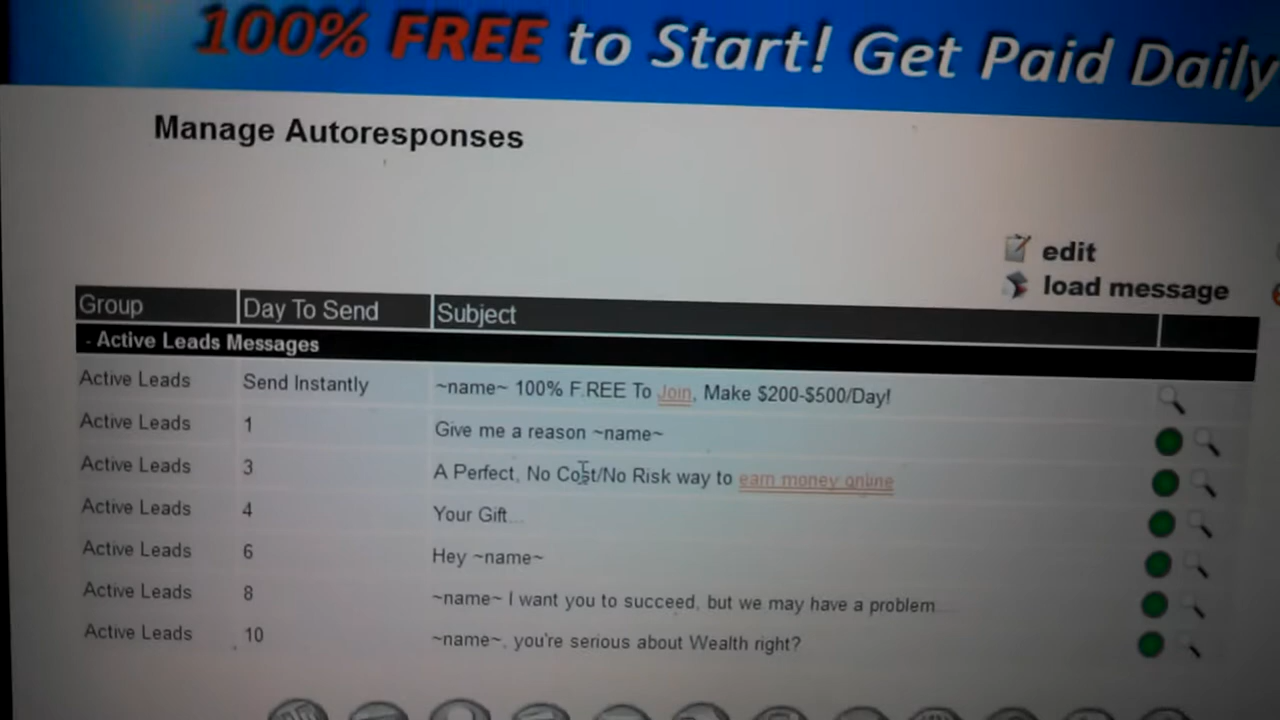 100% FREE to Start! Get Paid Daily
Manage Autoresponses
edit
load message
Group Day To Send Subject
- Active Leads Messages
Active Leads Send Instantly ~name~ 100% F.REE To Join, Make $200-$500/Day!
Active Leads 1 Give me a reason ~name~
Active Leads 3 A Perfect, No Cost/No Risk way to earn money online
Active Leads 4 Your Gift...
Active Leads 6 Hey ~name~
Active Leads 8 ~name~ I want you to succeed, but we may have a problem...
Active Leads 10 ~name~, you're serious about Wealth right?